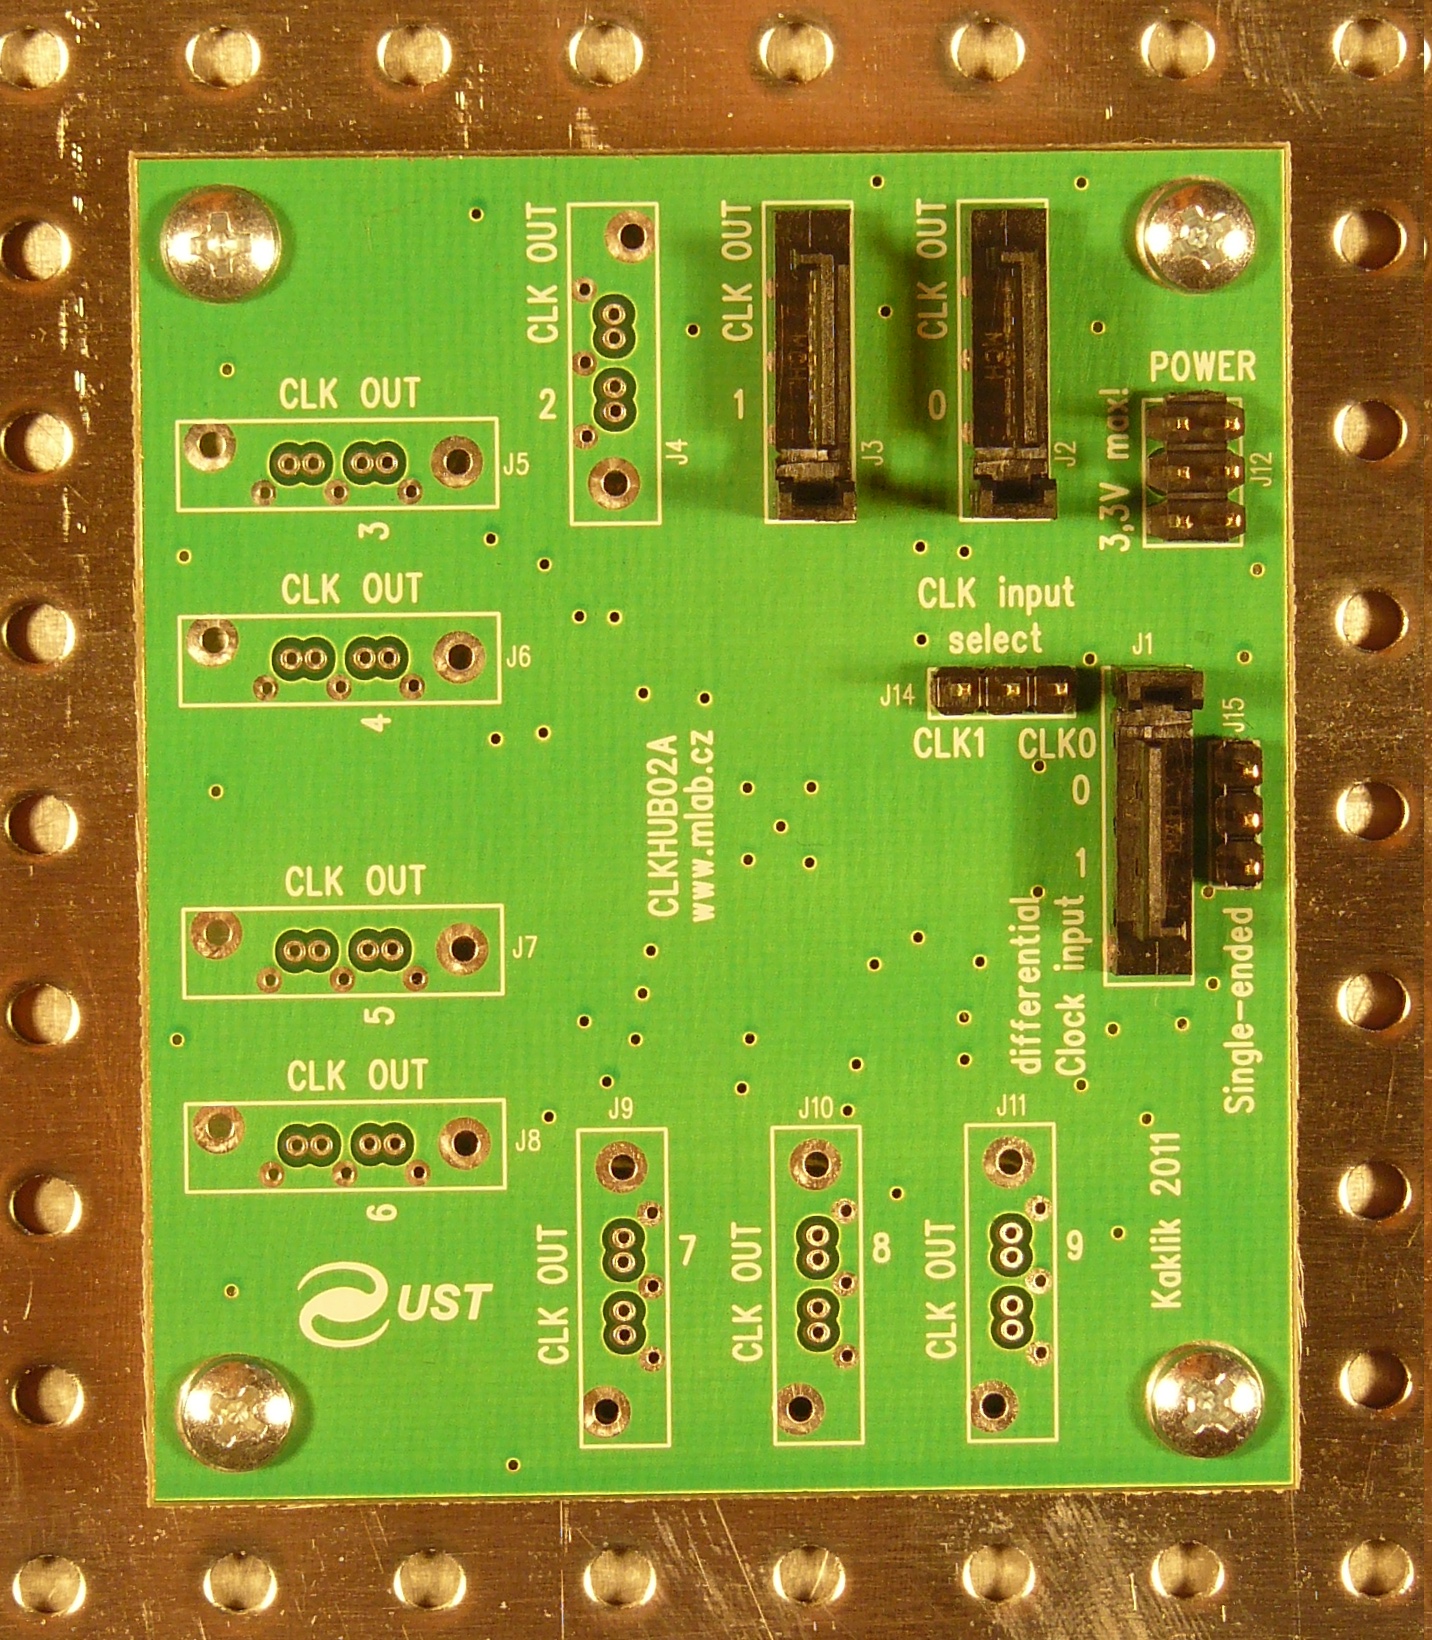 CLK OUT
2
J4
CLK OUT
1
J3
CLK OUT
0
J2
POWER
3,3V max!
J12
CLK OUT
J5
3
CLK OUT
J6
4
CLK input
select
J1
J14
CLK1 CLK0
J15
0
1
differential
Clock input
Single-ended
CLKHUB02A
www.mlab.cz
CLK OUT
J7
5
CLK OUT
J8
6
J9
CLK OUT
7
J10
CLK OUT
8
J11
CLK OUT
9
Kaklik 2011
UST